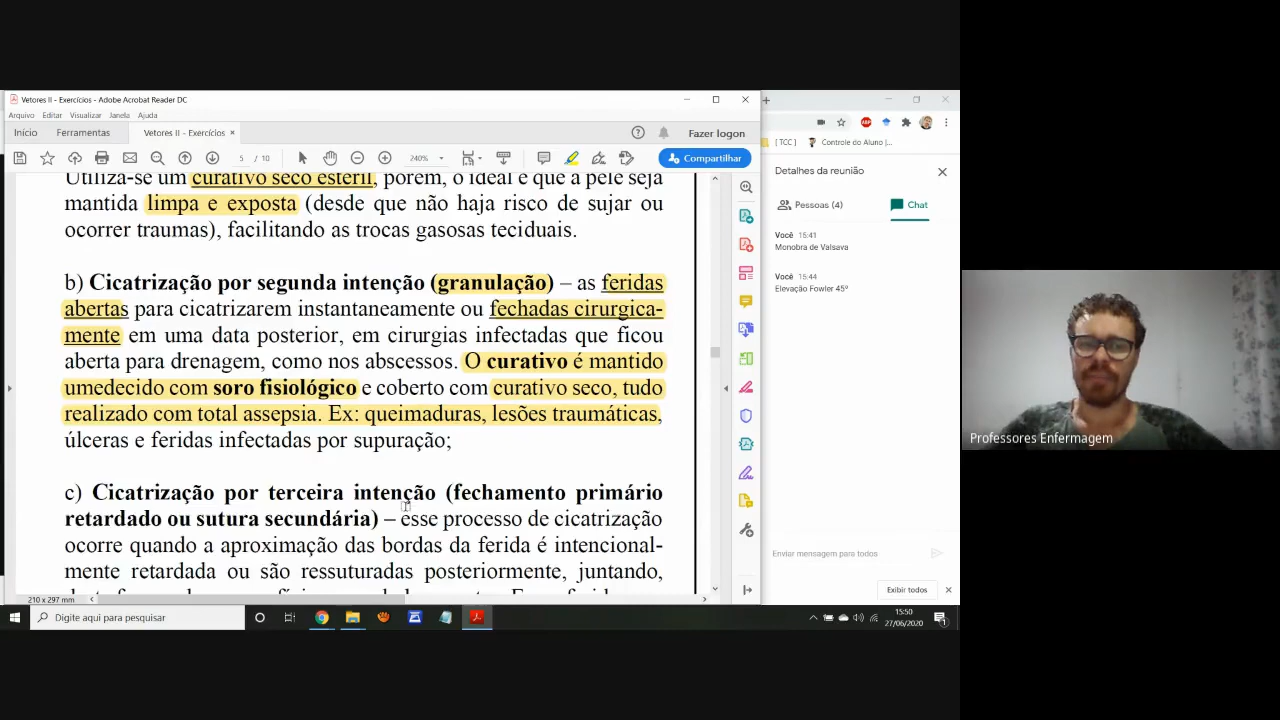 Vetores II - Exercícios - Adobe Acrobat Reader DC
Arquivo Editar Visualizar Janela Ajuda
Início Ferramentas Vetores II - Exercícios × Fazer logon
5 / 10 240% Compartilhar
Utiliza-se um curativo seco estéril, porém, o ideal é que a pele seja
mantida limpa e exposta (desde que não haja risco de sujar ou
ocorrer traumas), facilitando as trocas gasosas teciduais.
b) Cicatrização por segunda intenção (granulação) – as feridas
abertas para cicatrizarem instantaneamente ou fechadas cirurgica-
mente em uma data posterior, em cirurgias infectadas que ficou
aberta para drenagem, como nos abscessos. O curativo é mantido
umedecido com soro fisiológico e coberto com curativo seco, tudo
realizado com total assepsia. Ex: queimaduras, lesões traumáticas,
úlceras e feridas infectadas por supuração;
c) Cicatrização por terceira intenção (fechamento primário
retardado ou sutura secundária) – esse processo de cicatrização
ocorre quando a aproximação das bordas da ferida é intencional-
mente retardada ou são ressuturadas posteriormente, juntando,
210 x 297 mm
ABP
[ TCC ] Controle do Aluno |...
Detalhes da reunião
Pessoas (4) Chat
Você 15:41
Monobra de Valsava
Você 15:44
Elevação Fowler 45º
Enviar mensagem para todos
Exibir todos
Professores Enfermagem
Digite aqui para pesquisar
15:50
27/06/2020